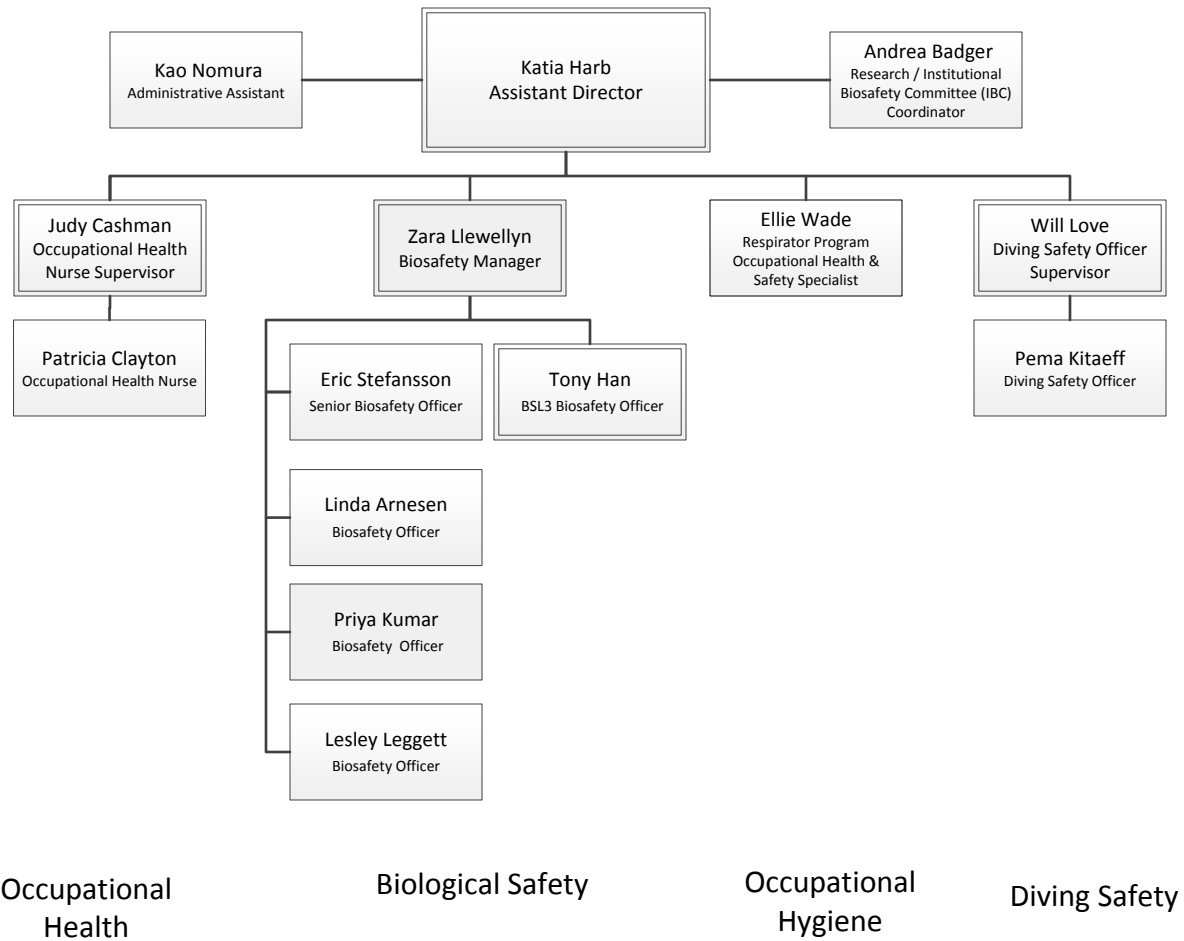 Kao Nomura
Administrative Assistant
Katia Harb
Assistant Director
Andrea Badger
Research / Institutional
Biosafety Committee (IBC)
Coordinator
Judy Cashman
Occupational Health
Nurse Supervisor
Zara Llewellyn
Biosafety Manager
Ellie Wade
Respirator Program
Occupational Health &
Safety Specialist
Will Love
Diving Safety Officer
Supervisor
Patricia Clayton
Occupational Health Nurse
Eric Stefansson
Senior Biosafety Officer
Tony Han
BSL3 Biosafety Officer
Pema Kitaeff
Diving Safety Officer
Linda Arnesen
Biosafety Officer
Priya Kumar
Biosafety Officer
Lesley Leggett
Biosafety Officer
Occupational
Health
Biological Safety
Occupational
Hygiene
Diving Safety